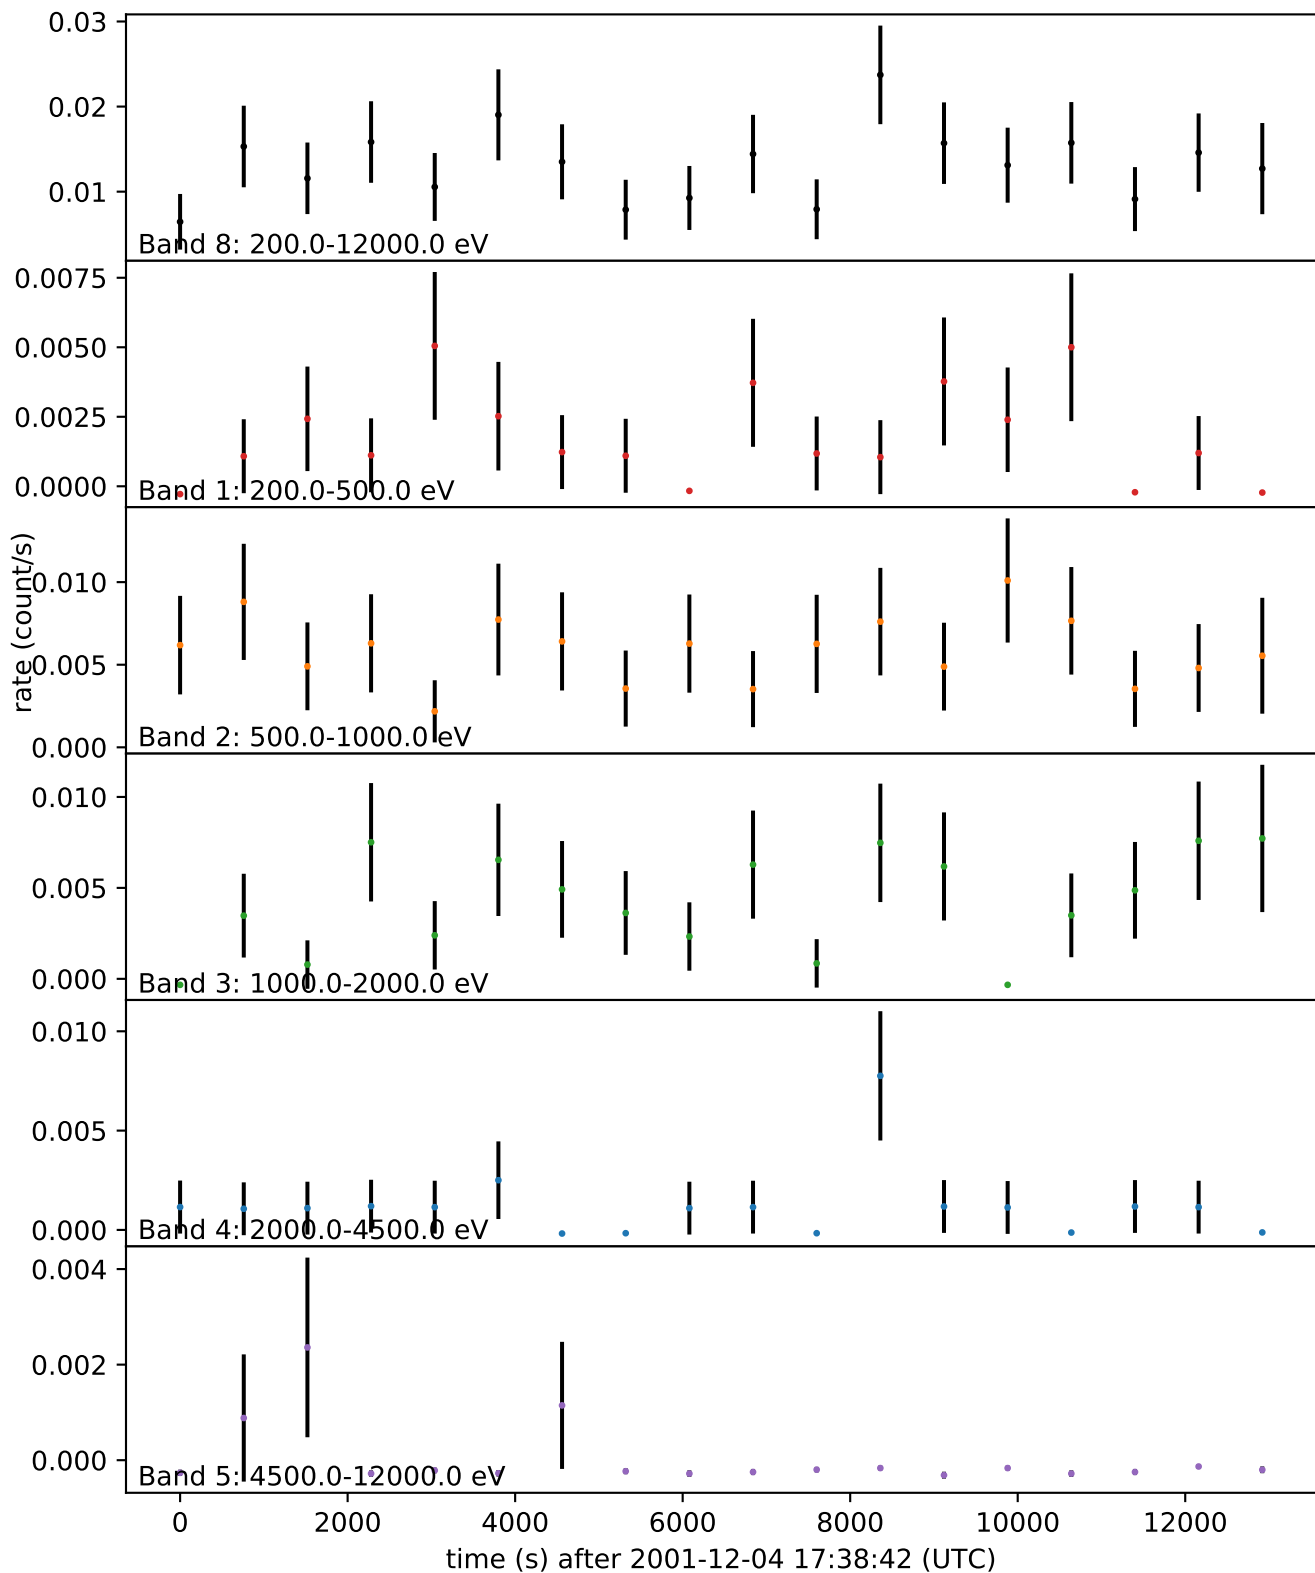 0.03
0.02
0.01
Band 8: 200.0-12000.0 eV
0.0075
0.0050
0.0025
0.0000
Band 1: 200.0-500.0 eV
rate (count/s)
0.010
0.005
0.000
Band 2: 500.0-1000.0 eV
0.010
0.005
0.000
Band 3: 1000.0-2000.0 eV
0.010
0.005
0.000
Band 4: 2000.0-4500.0 eV
0.004
0.002
0.000
Band 5: 4500.0-12000.0 eV
0 2000 4000 6000 8000 10000 12000
time (s) after 2001-12-04 17:38:42 (UTC)